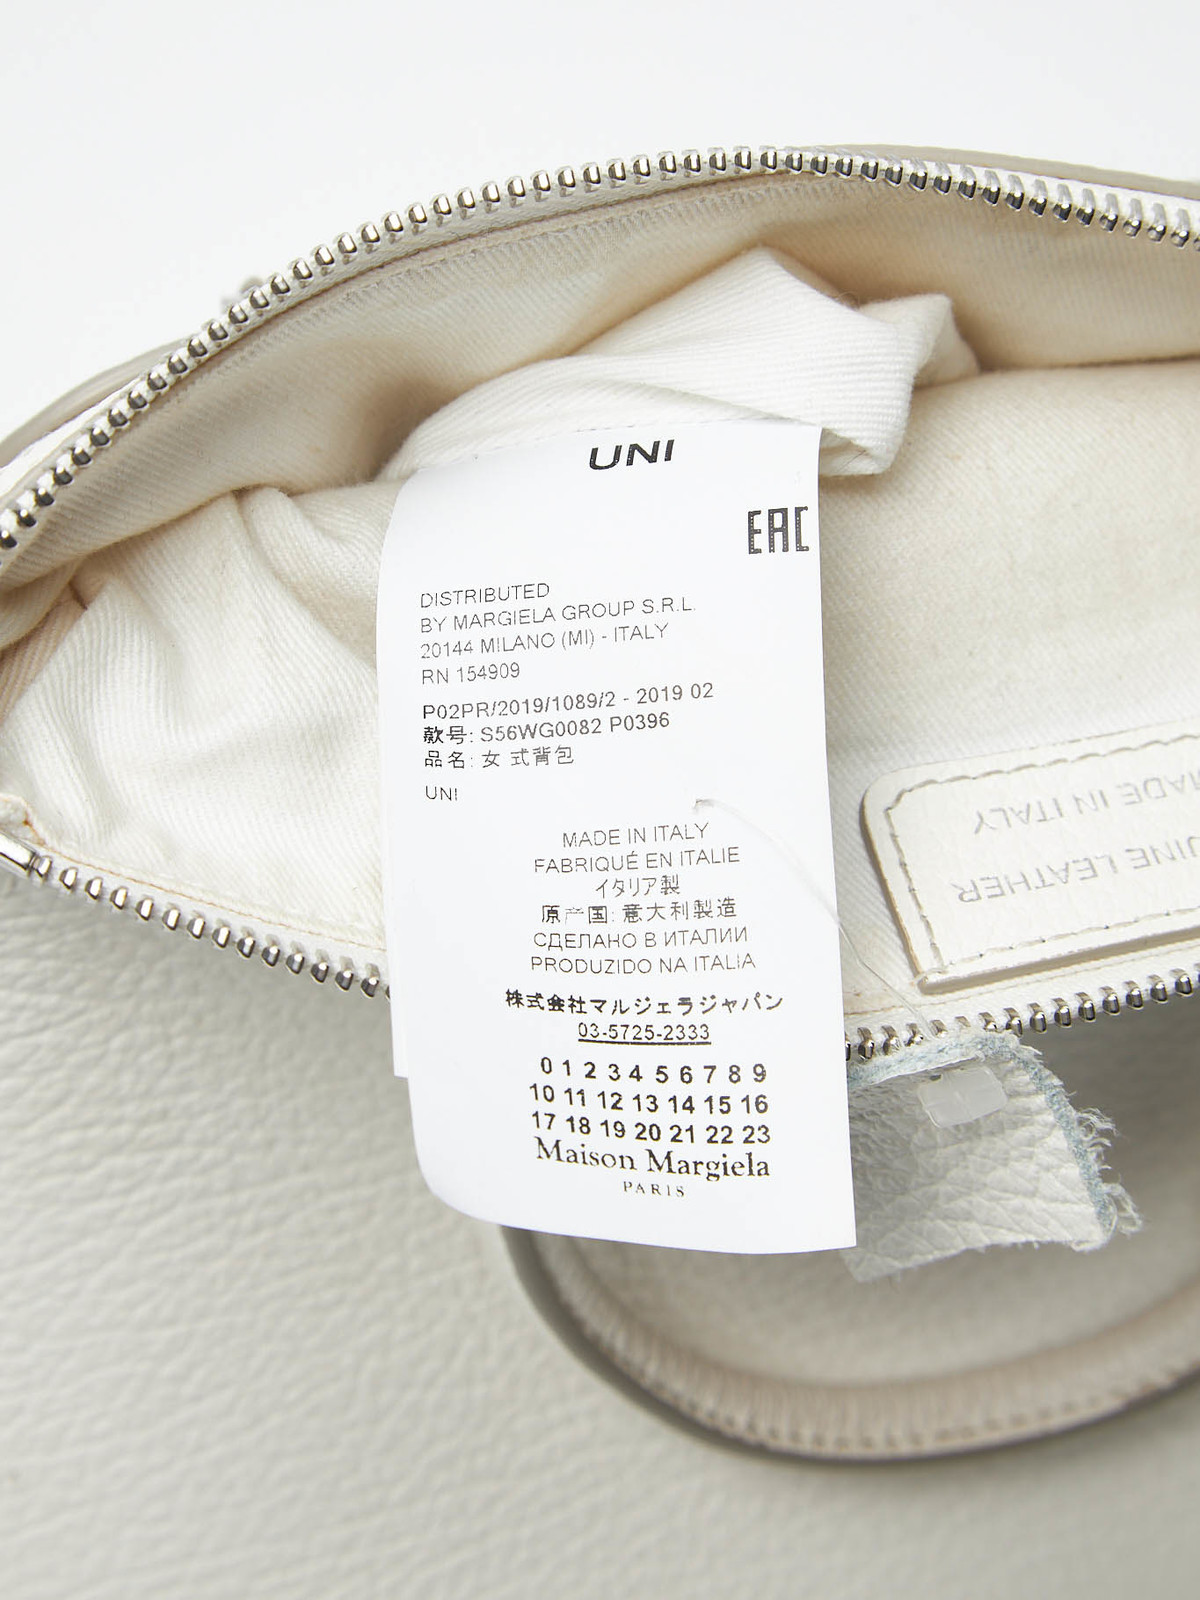 UNI
EAC
DISTRIBUTED
BY MARGIELA GROUP S.R.L.
20144 MILANO (MI) - ITALY
RN 154909
P02PR/2019/1089/2 - 2019 02
款号: S56WG0082 P0396
品名: 女 式背包
UNI
MADE IN ITALY
FABRIQUÉ EN ITALIE
イタリア製
原产国: 意大利製造
СДЕЛАНО В ИТАЛИИ
PRODUZIDO NA ITALIA
株式会社マルジェラジャパン
03-5725-2333
0 1 2 3 4 5 6 7 8 9
10 11 12 13 14 15 16
17 18 19 20 21 22 23
Maison Margiela
PARIS
LEATHER
MADE IN ITALY